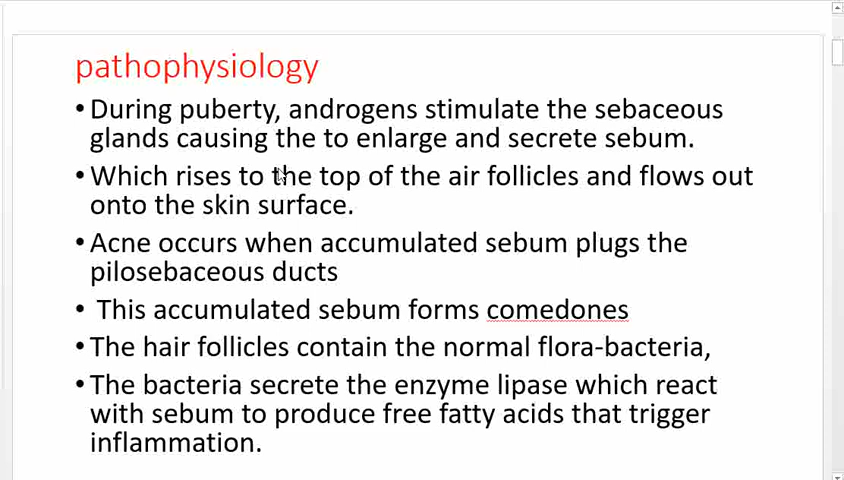 pathophysiology
• During puberty, androgens stimulate the sebaceous
glands causing the to enlarge and secrete sebum.
• Which rises to the top of the air follicles and flows out
onto the skin surface.
• Acne occurs when accumulated sebum plugs the
pilosebaceous ducts
• This accumulated sebum forms comedones
• The hair follicles contain the normal flora-bacteria,
• The bacteria secrete the enzyme lipase which react
with sebum to produce free fatty acids that trigger
inflammation.